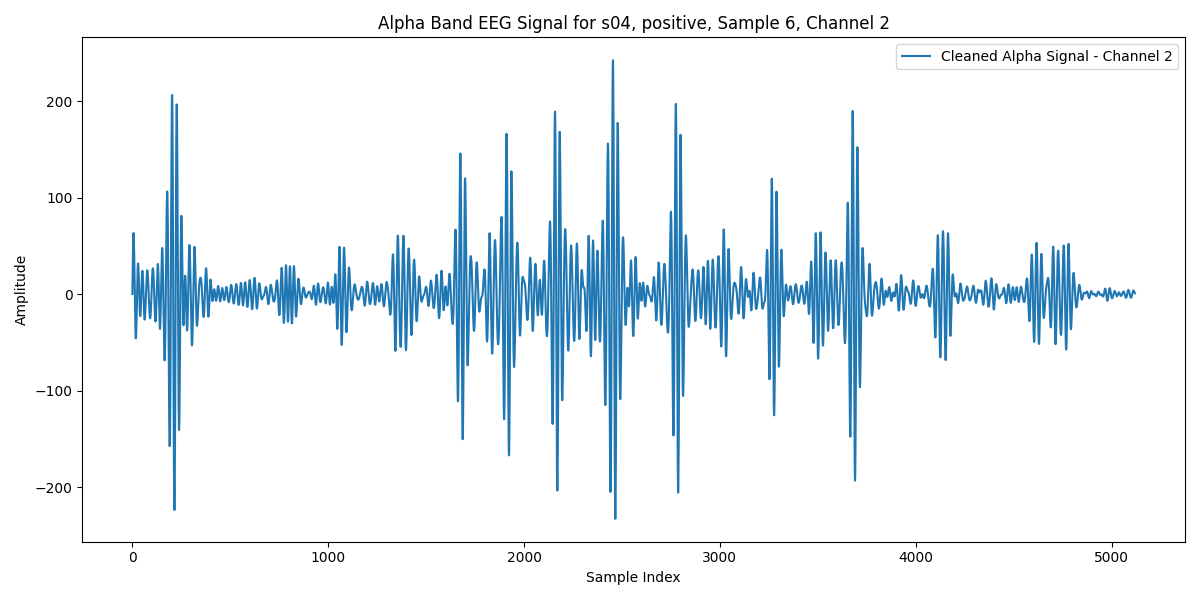 Alpha Band EEG Signal for s04, positive, Sample 6, Channel 2
Cleaned Alpha Signal - Channel 2
Amplitude
200
100
0
−100
−200
0 1000 2000 3000 4000 5000
Sample Index